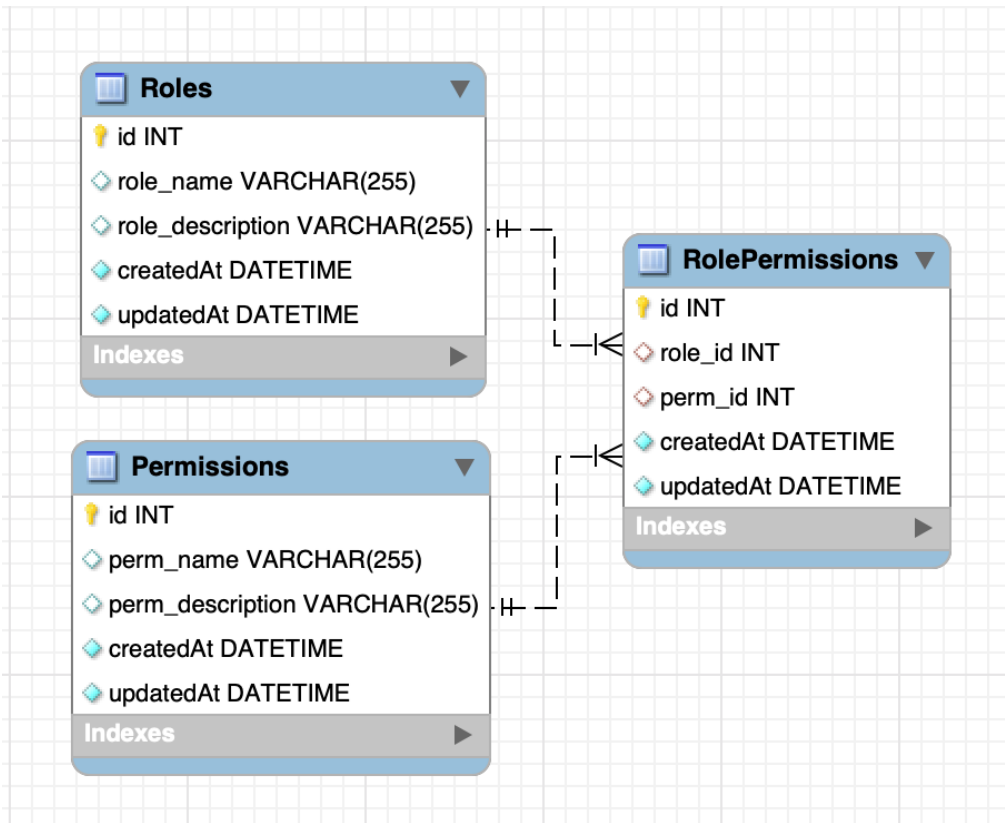 Roles
id INT
role_name VARCHAR(255)
role_description VARCHAR(255)
createdAt DATETIME
updatedAt DATETIME
Indexes
Permissions
id INT
perm_name VARCHAR(255)
perm_description VARCHAR(255)
createdAt DATETIME
updatedAt DATETIME
Indexes
RolePermissions
id INT
role_id INT
perm_id INT
createdAt DATETIME
updatedAt DATETIME
Indexes